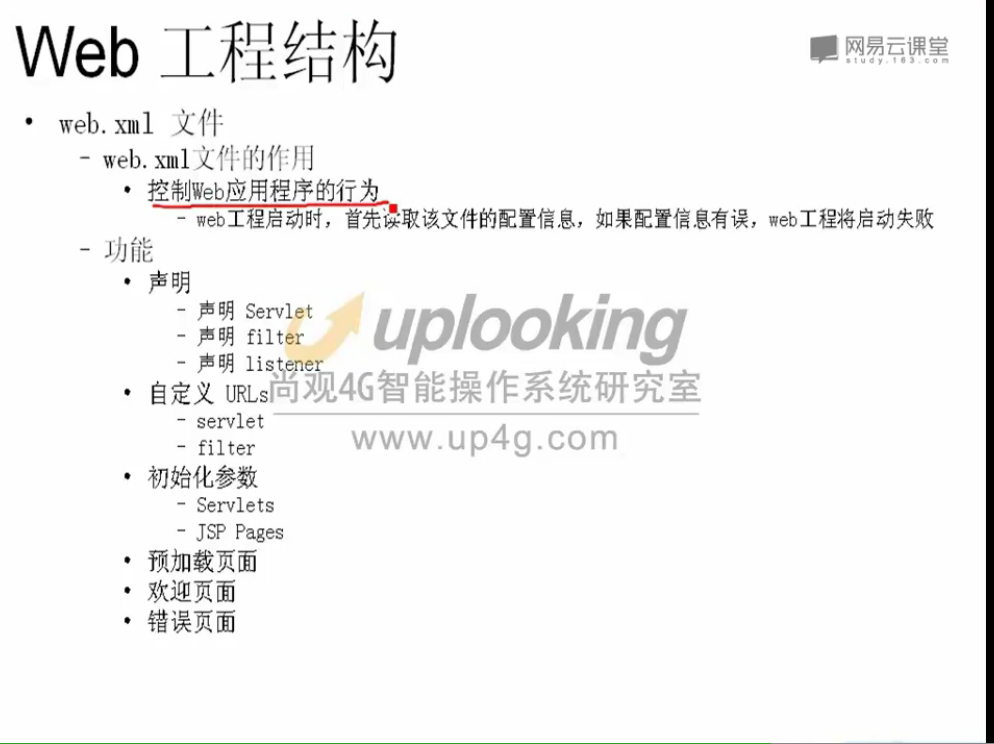 Web 工程结构
网易云课堂
study.163.com
• web.xml 文件
- web.xml文件的作用
• 控制Web应用程序的行为
- web工程启动时，首先读取该文件的配置信息，如果配置信息有误，web工程将启动失败
- 功能
• 声明
- 声明 Servlet
- 声明 filter
- 声明 listener
• 自定义 URLs
- servlet
- filter
• 初始化参数
- Servlets
- JSP Pages
• 预加载页面
• 欢迎页面
• 错误页面
uplooking
尚观4G智能操作系统研究室
www.up4g.com